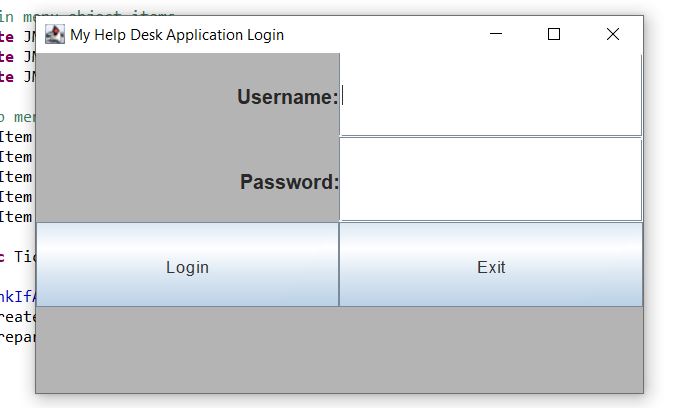 in menu object items
te JM
te JM
te JM
b men
Item
Item
Item
Item
Item
c Tic
nkIfA
reate
repar
My Help Desk Application Login
Username:
Password:
Login
Exit